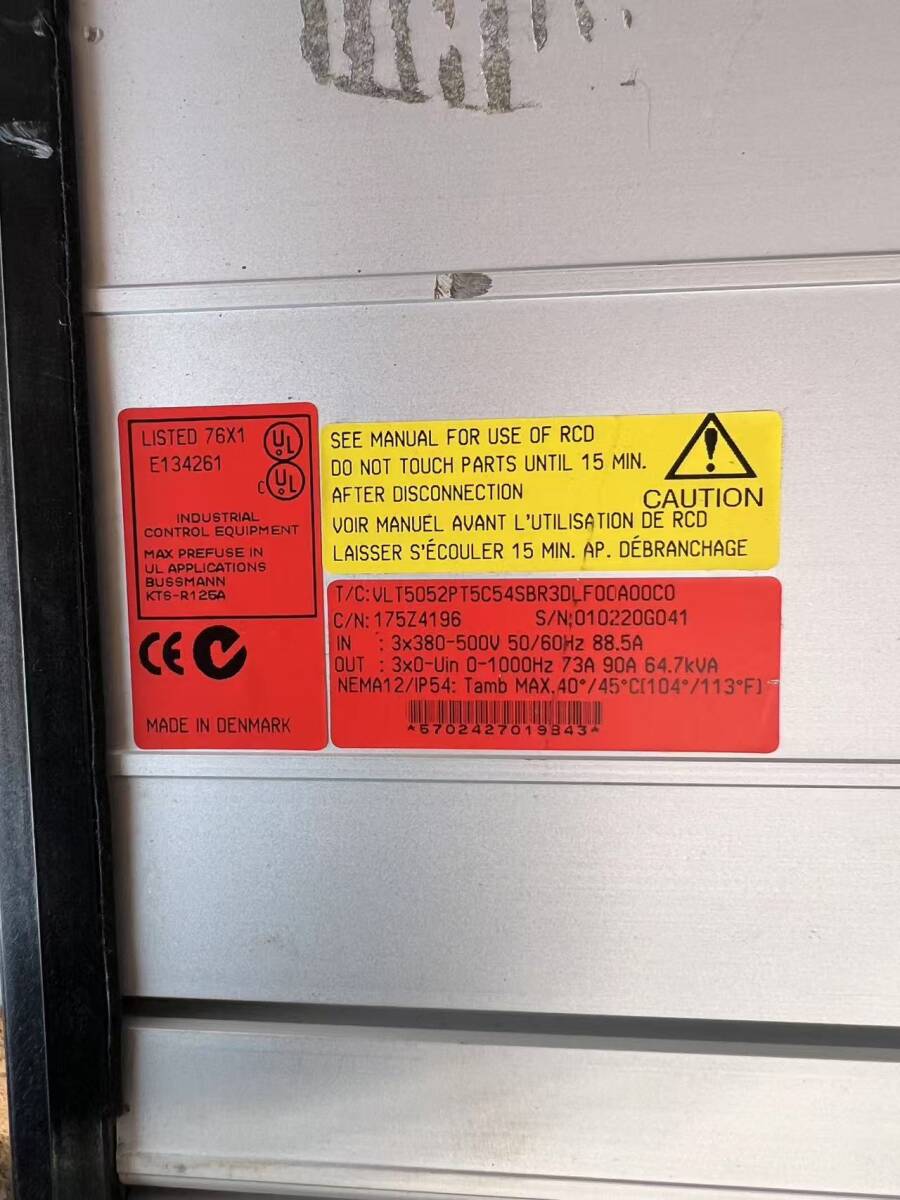 LISTED 76X1
E134261
UL
C UL
INDUSTRIAL
CONTROL EQUIPMENT
MAX PREFUSE IN
UL APPLICATIONS
BUSSMANN
KTS-R125A
CE
MADE IN DENMARK
SEE MANUAL FOR USE OF RCD
DO NOT TOUCH PARTS UNTIL 15 MIN.
AFTER DISCONNECTION
CAUTION
VOIR MANUEL AVANT L'UTILISATION DE RCD
LAISSER S'ÉCOULER 15 MIN. AP. DÉBRANCHAGE
T/C:VLT5052PT5C54SBR3DLF00A00C0
C/N:175Z4196 S/N:010220G041
IN : 3x380-500V 50/60Hz 88.5A
OUT : 3x0-Uin 0-1000Hz 73A 90A 64.7kVA
NEMA12/IP54: Tamb MAX.40°/45°C(104°/113°F)
*5702427019843*